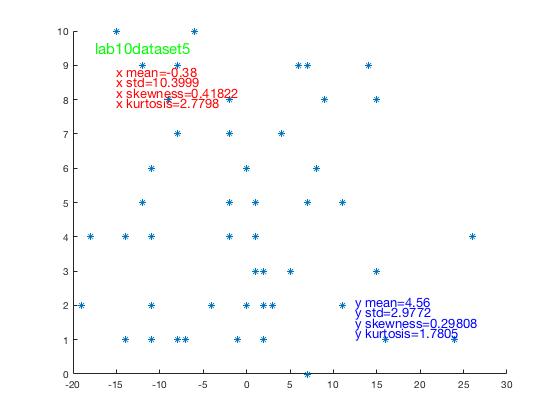 10
lab10dataset5
9
x mean=-0.38
x std=10.3999
x skewness=0.41822
x kurtosis=2.7798
8
7
6
5
4
3
2
y mean=4.56
y std=2.9772
y skewness=0.29808
y kurtosis=1.7805
1
0
-20 -15 -10 -5 0 5 10 15 20 25 30